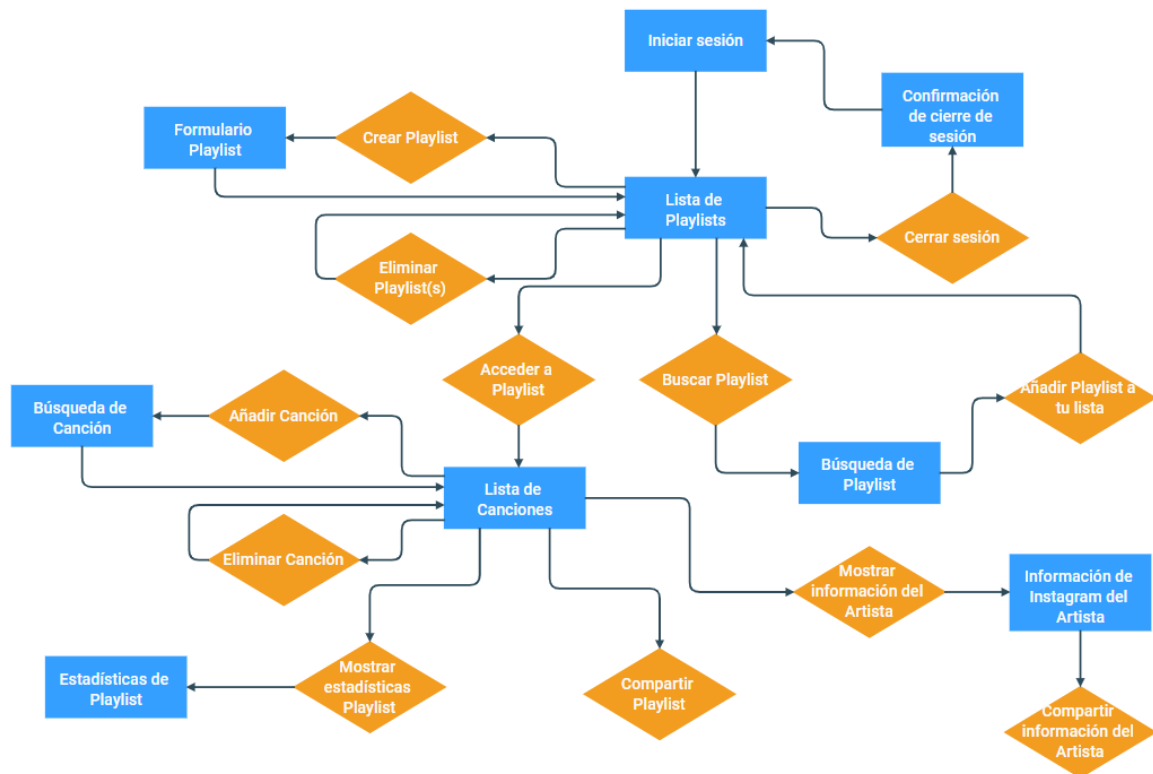 Iniciar sesión
Confirmación
de cierre de
sesión
Formulario
Playlist
Crear Playlist
Lista de
Playlists
Cerrar sesión
Eliminar
Playlist(s)
Acceder a
Playlist
Buscar Playlist
Añadir Playlist a
tu lista
Búsqueda de
Canción
Añadir Canción
Búsqueda de
Playlist
Lista de
Canciones
Eliminar Canción
Mostrar
información del
Artista
Información de
Instagram del
Artista
Estadísticas de
Playlist
Mostrar
estadísticas
Playlist
Compartir
Playlist
Compartir
información del
Artista